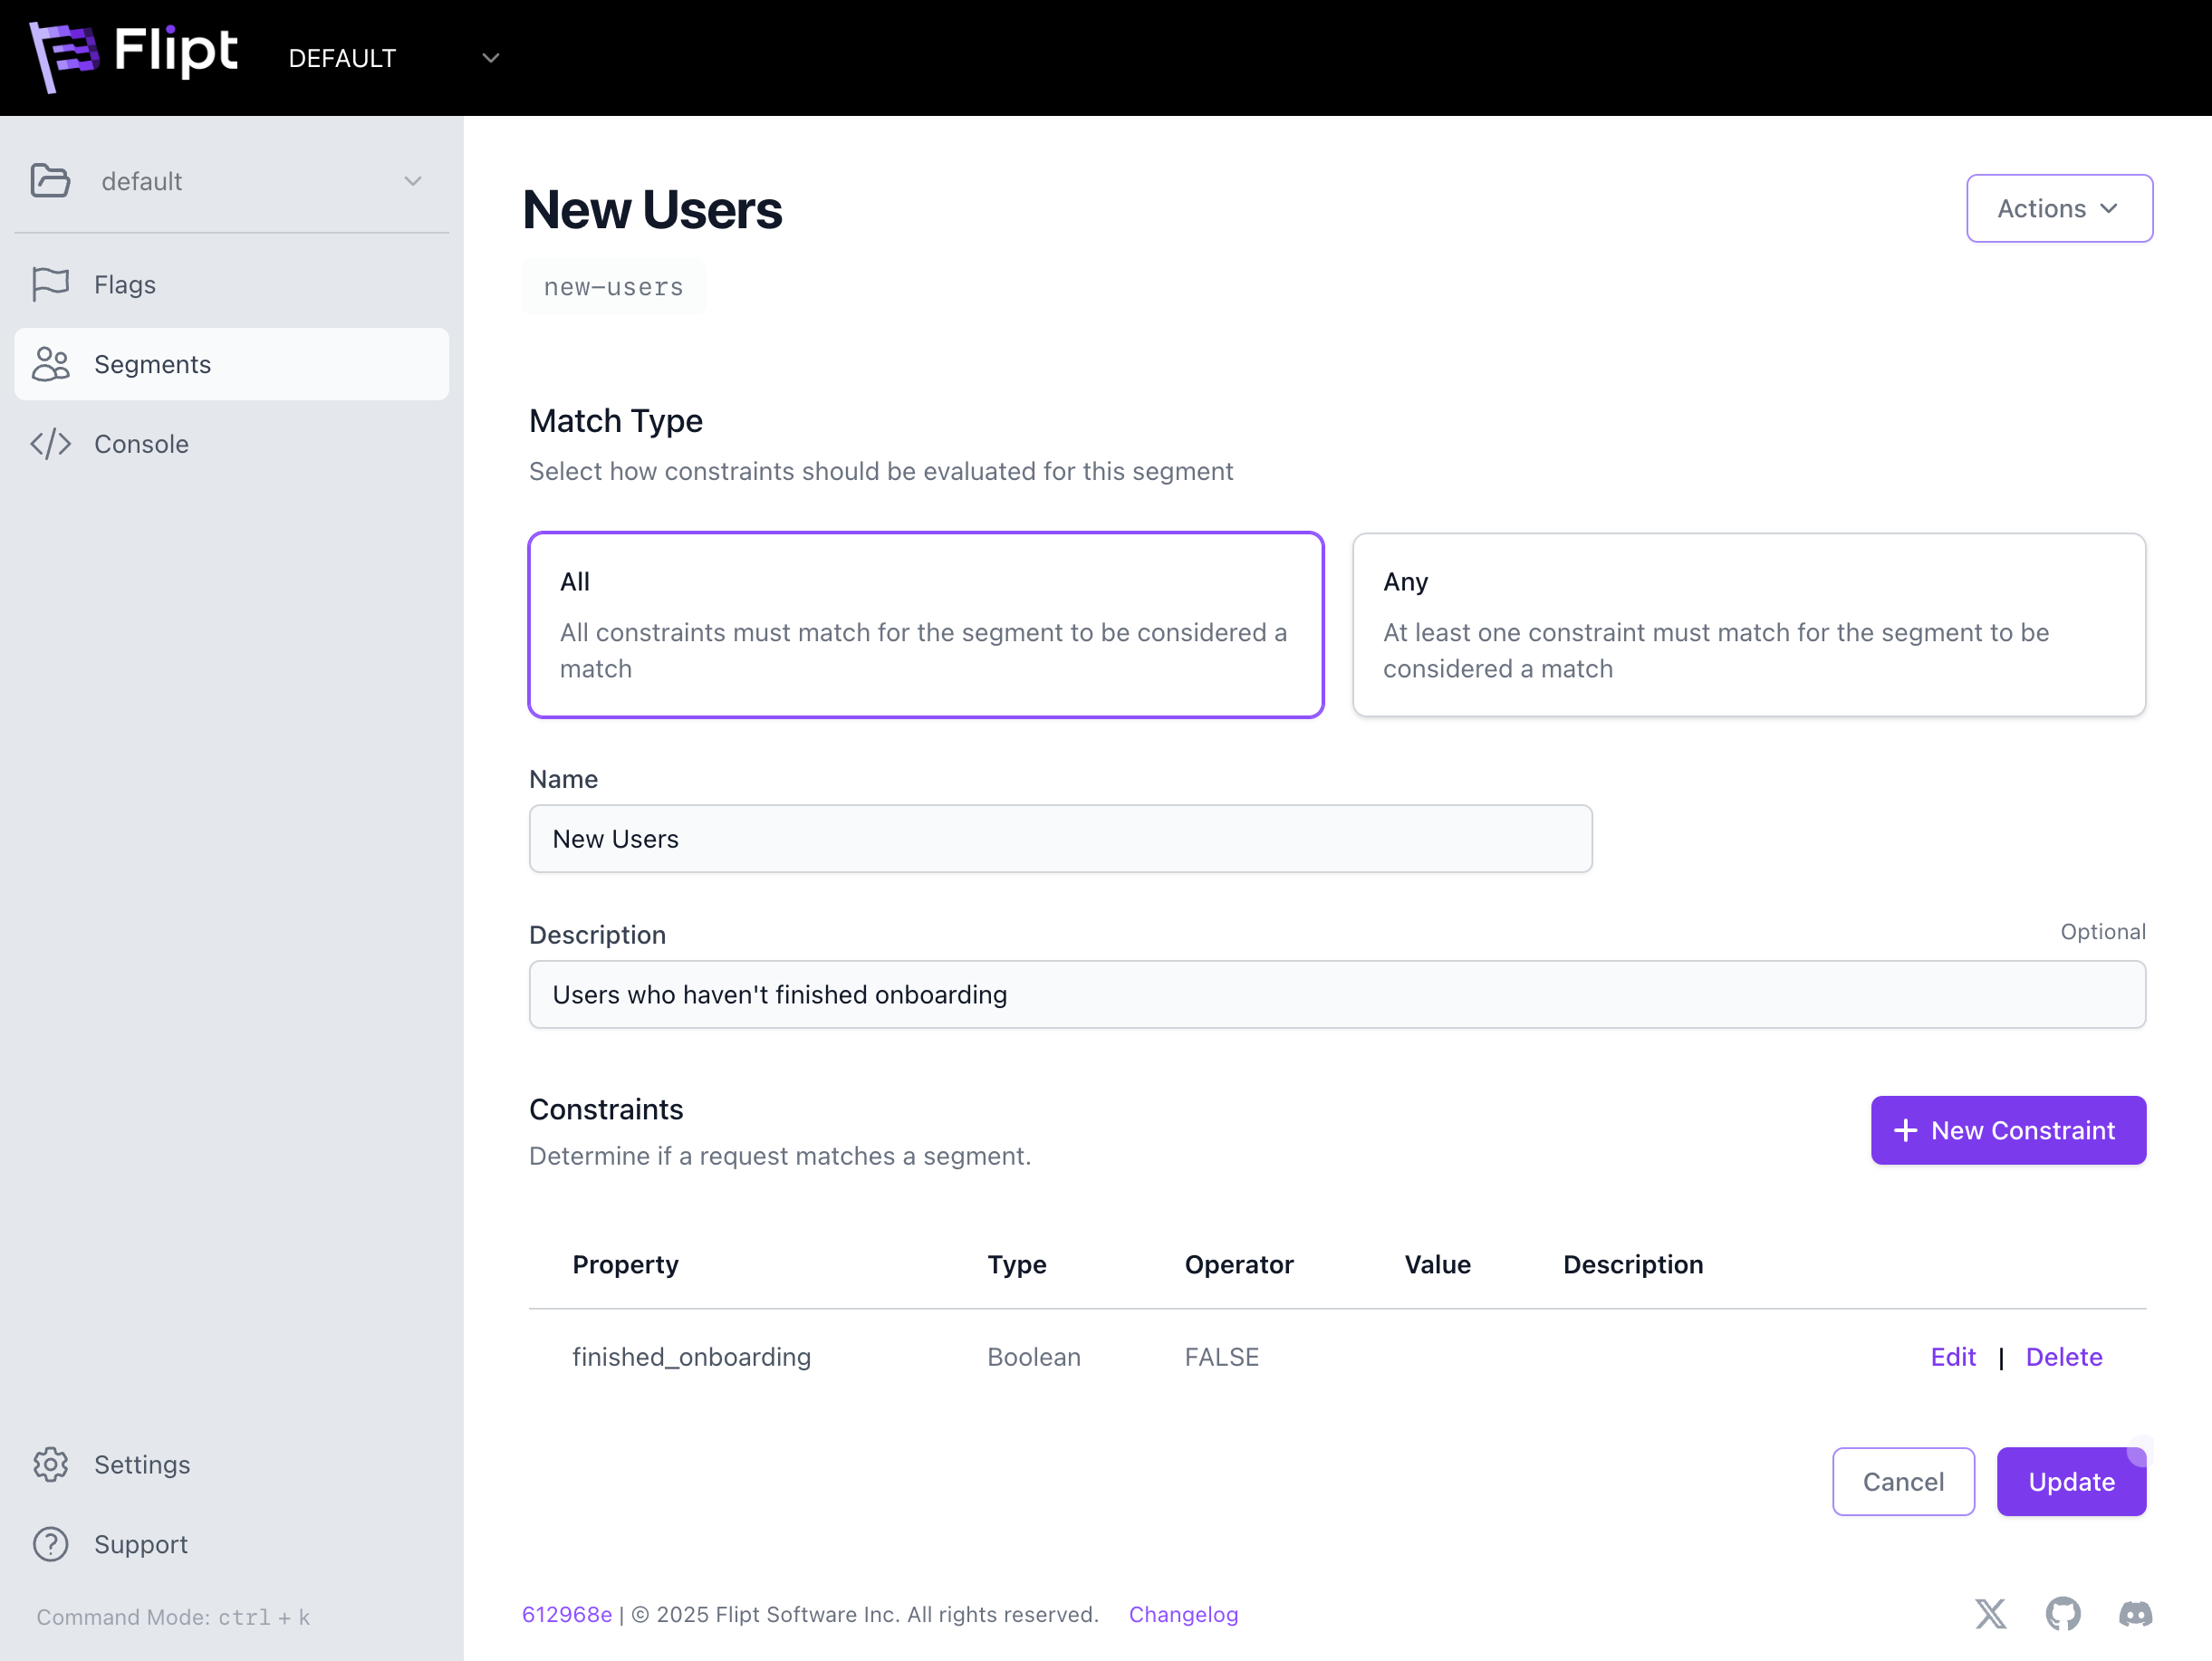 Flipt
DEFAULT
default
Flags
Segments
Console
Settings
Support
Command Mode: ctrl + k
New Users
Actions
new-users
Match Type
Select how constraints should be evaluated for this segment
All
All constraints must match for the segment to be considered a
match
Any
At least one constraint must match for the segment to be
considered a match
Name
New Users
Description
Optional
Users who haven't finished onboarding
Constraints
Determine if a request matches a segment.
New Constraint
Property Type Operator Value Description
finished_onboarding Boolean FALSE Edit | Delete
Cancel
Update
612968e | © 2025 Flipt Software Inc. All rights reserved. Changelog